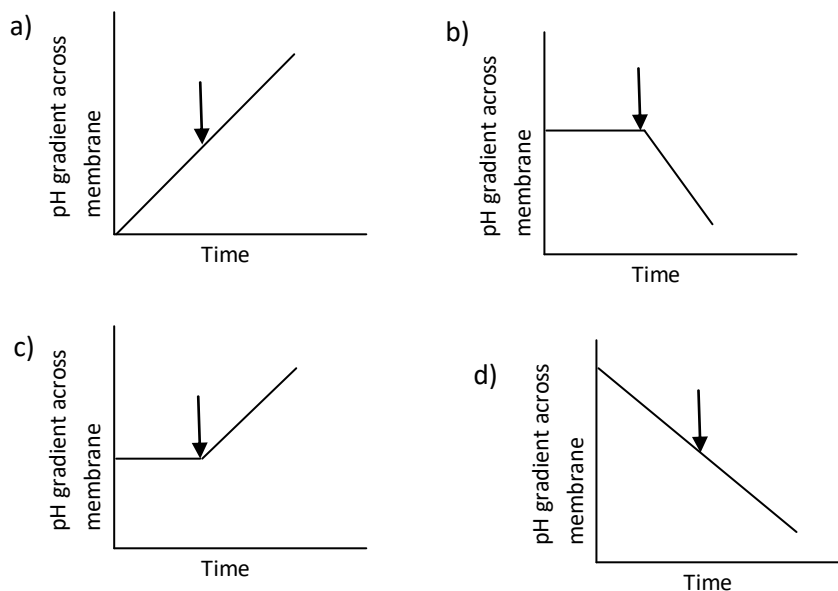 a)
pH gradient across
membrane
Time
b)
pH gradient across
membrane
Time
c)
pH gradient across
membrane
Time
d)
pH gradient across
membrane
Time